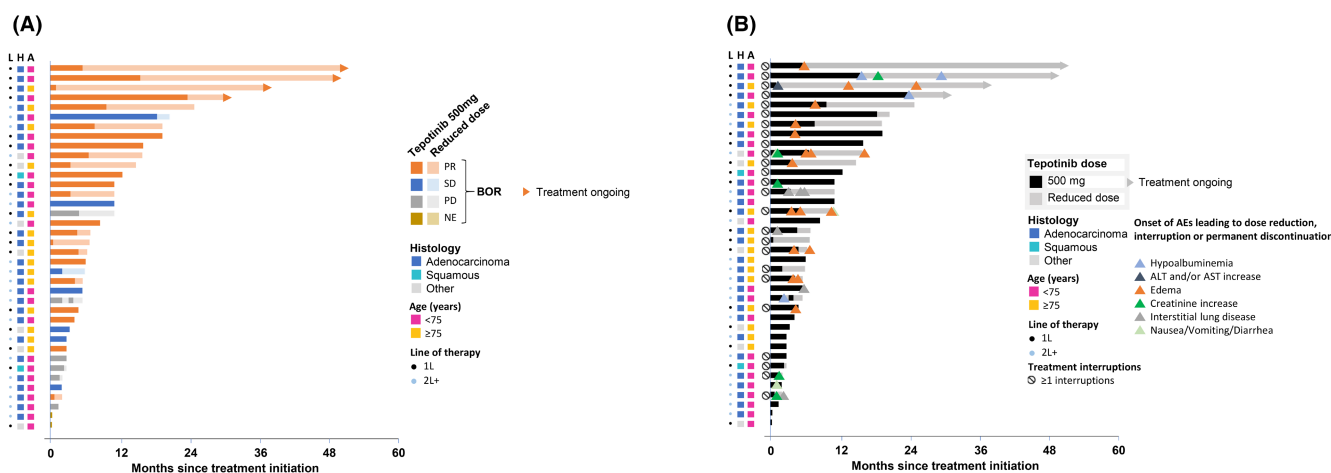 (A)
L H A
Tepotinib 500mg
Reduced dose
PR
SD
PD
NE
BOR
Treatment ongoing
Histology
Adenocarcinoma
Squamous
Other
Age (years)
<75
≥75
Line of therapy
1L
2L+
0 12 24 36 48 60
Months since treatment initiation
(B)
L H A
Tepotinib dose
500 mg
Reduced dose
Treatment ongoing
Histology
Adenocarcinoma
Squamous
Other
Age (years)
<75
≥75
Line of therapy
1L
2L+
Treatment interruptions
≥1 interruptions
Onset of AEs leading to dose reduction,
interruption or permanent discontinuation
Hypoalbuminemia
ALT and/or AST increase
Edema
Creatinine increase
Interstitial lung disease
Nausea/Vomiting/Diarrhea
0 12 24 36 48 60
Months since treatment initiation